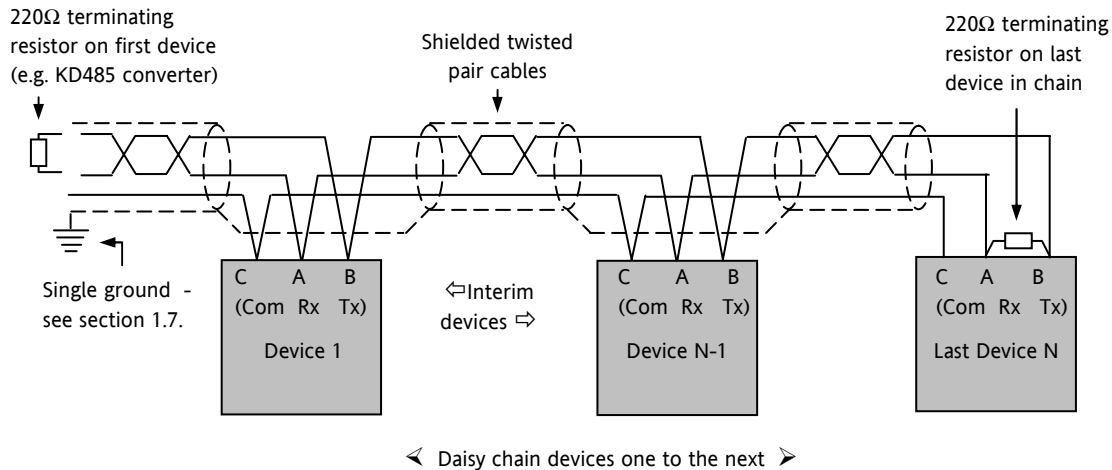 220Ω terminating
resistor on first device
(e.g. KD485 converter)
Shielded twisted
pair cables
220Ω terminating
resistor on last
device in chain
Single ground -
see section 1.7.
C A B
(Com Rx Tx)
Device 1
⇦Interim
devices ⇨
C A B
(Com Rx Tx)
Device N-1
C A B
(Com Rx Tx)
Last Device N
⮜ Daisy chain devices one to the next ⮞